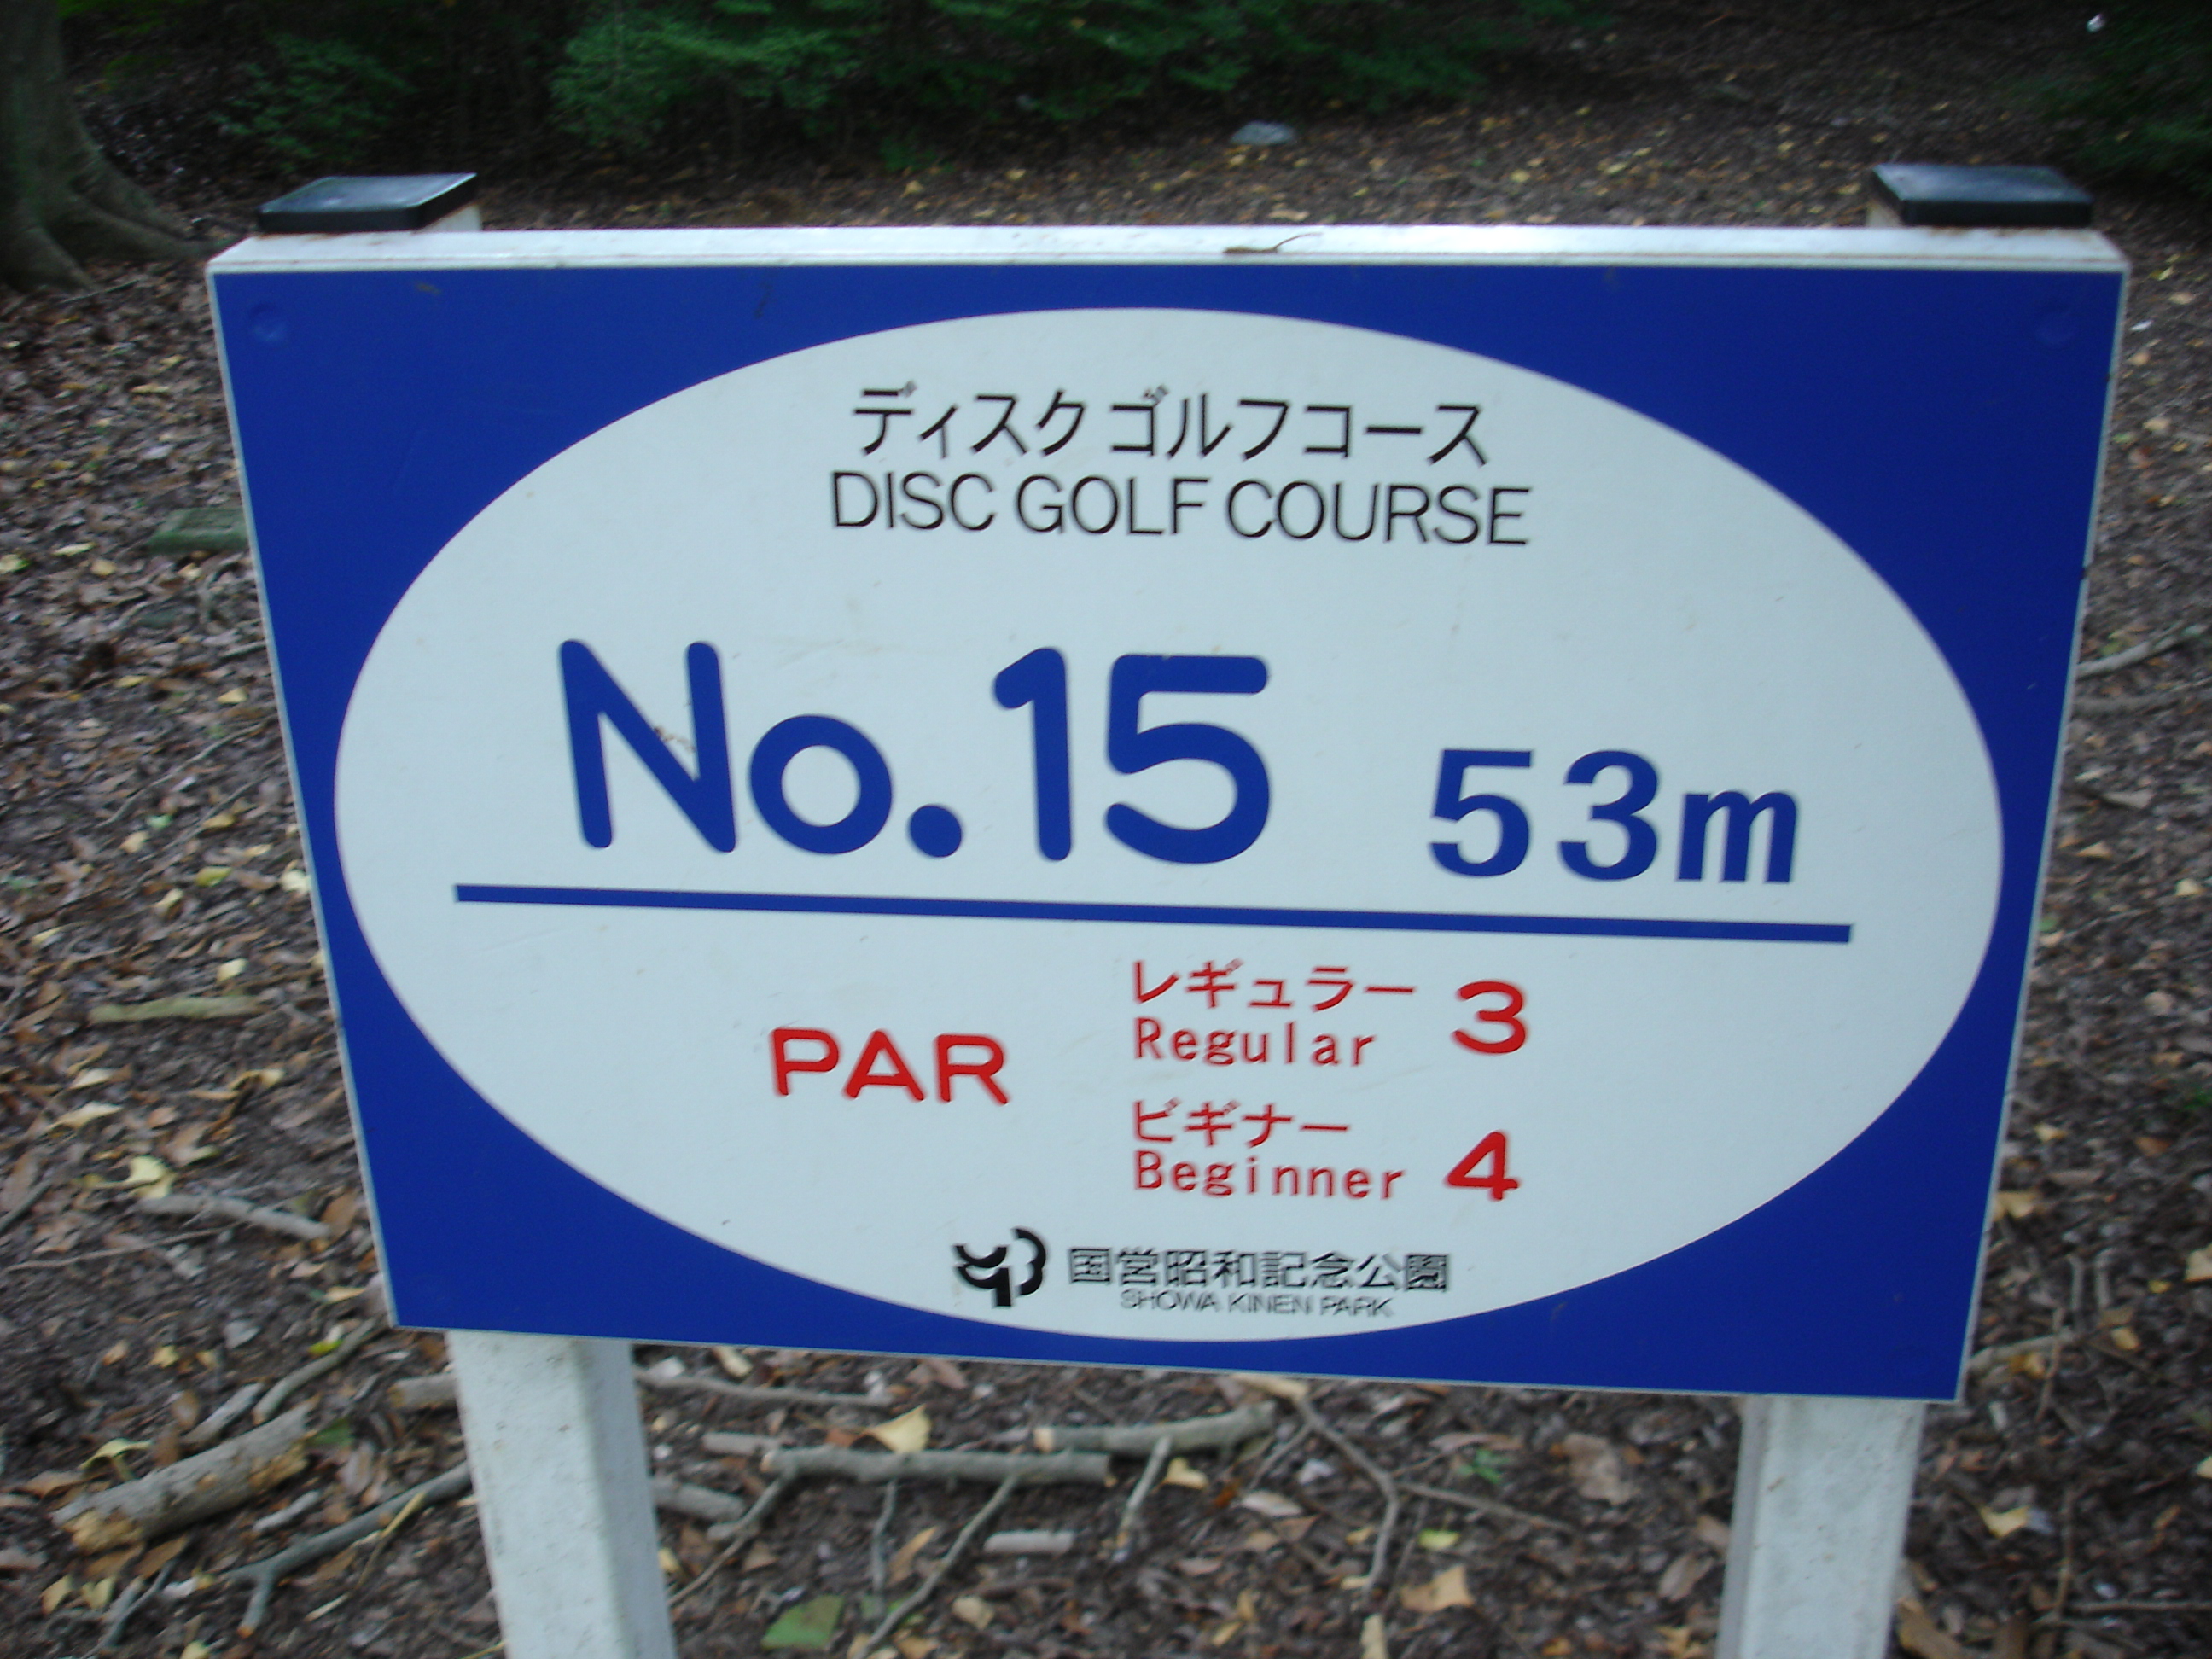 ディスクゴルフコース
DISC GOLF COURSE
No.15 53m
PAR
レギュラー 3
Regular
ビギナー 4
Beginner
国営昭和記念公園
SHOWA KINEN PARK